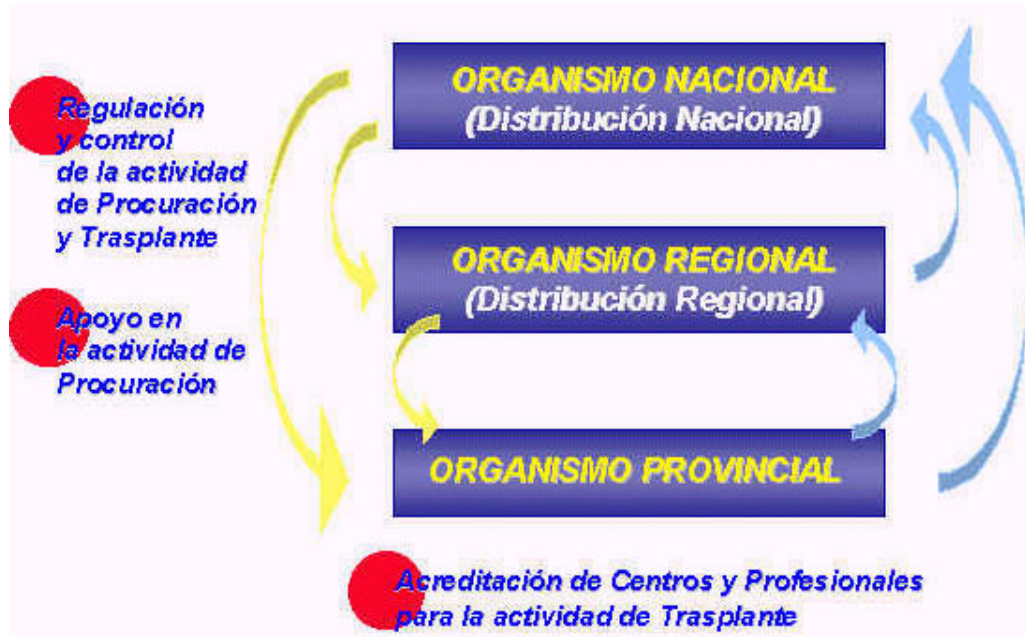 Regulación
y control
de la actividad
de Procuración
y Trasplante
Apoyo en
la actividad de
Procuración
ORGANISMO NACIONAL
(Distribución Nacional)
ORGANISMO REGIONAL
(Distribución Regional)
ORGANISMO PROVINCIAL
Acreditación de Centros y Profesionales
para la actividad de Trasplante